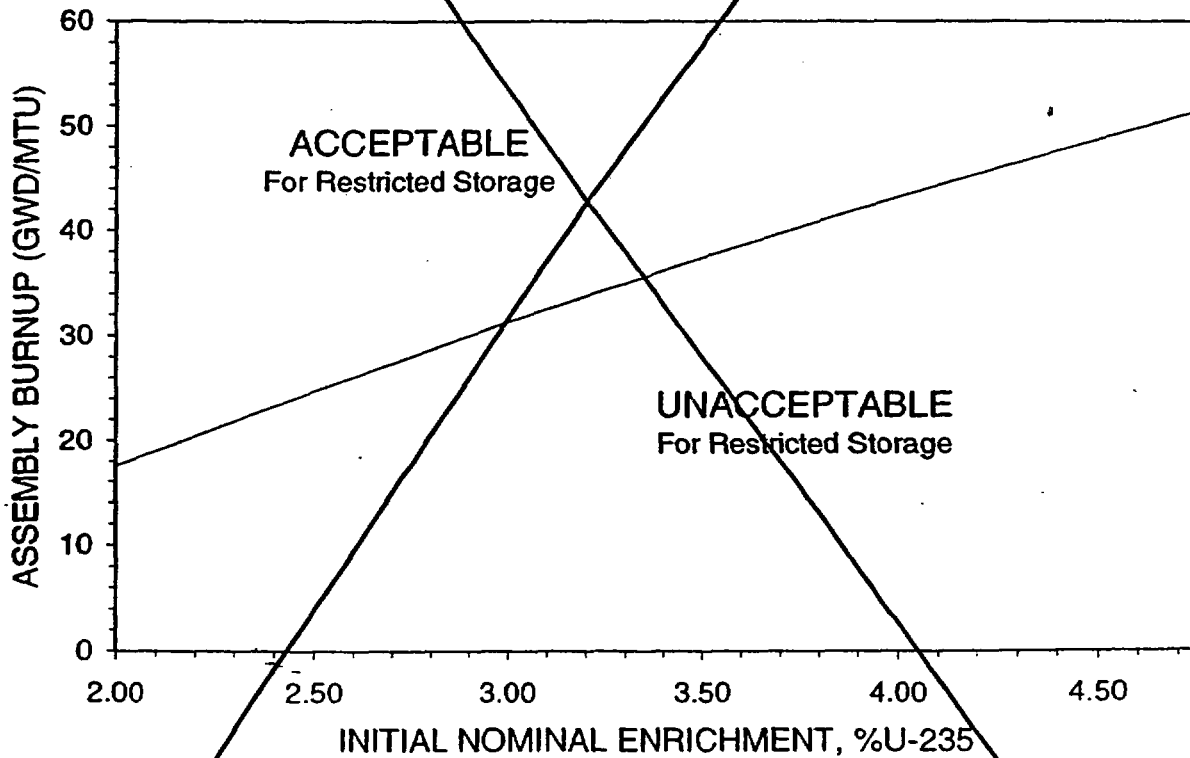 60
50
40
30
20
10
0
ASSEMBLY BURNUP (GWD/MTU)
ACCEPTABLE
For Restricted Storage
UNACCEPTABLE
For Restricted Storage
2.00 2.50 3.00 3.50 4.00 4.50
INITIAL NOMINAL ENRICHMENT, %U-235